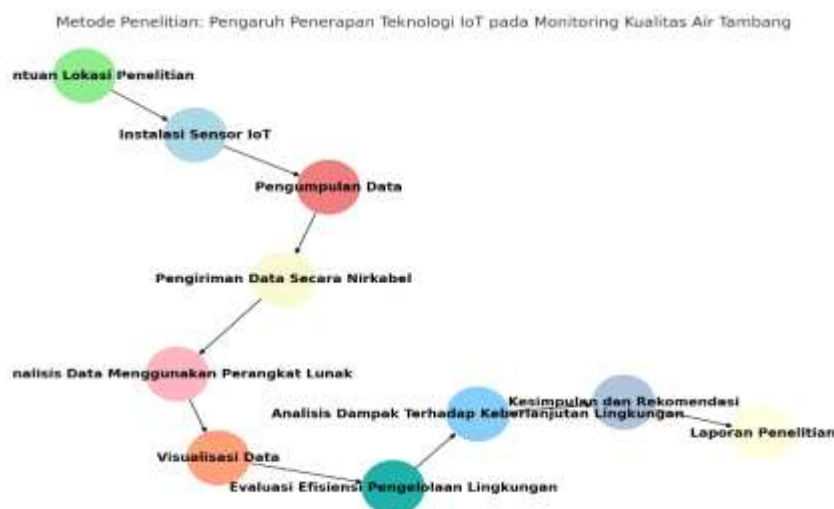 Metode Penelitian: Pengaruh Penerapan Teknologi IoT pada Monitoring Kualitas Air Tambang
ntuan Lokasi Penelitian
Instalasi Sensor IoT
Pengumpulan Data
Pengiriman Data Secara Nirkabel
nalisis Data Menggunakan Perangkat Lunak
Visualisasi Data
Evaluasi Efisiensi Pengelolaan Lingkungan
Analisis Dampak Terhadap Keberlanjutan Lingkungan
Kesimpulan dan Rekomendasi
Laporan Penelitian